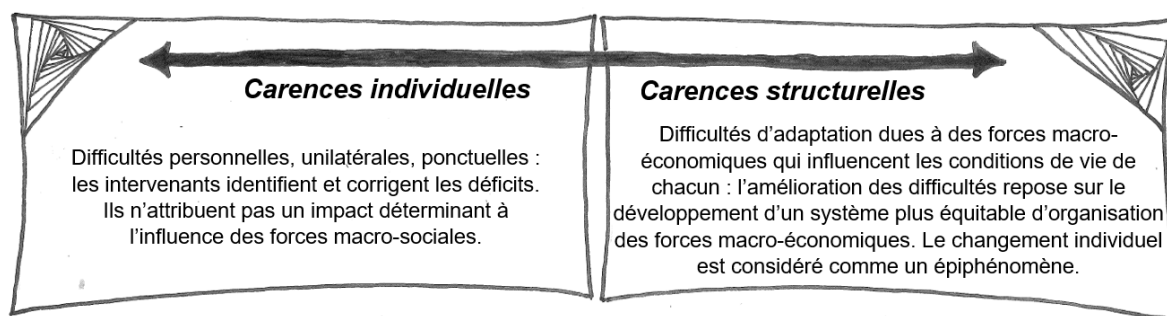 Carences individuelles
Difficultés personnelles, unilatérales, ponctuelles :
les intervenants identifient et corrigent les déficits.
Ils n’attribuent pas un impact déterminant à
l’influence des forces macro-sociales.
Carences structurelles
Difficultés d’adaptation dues à des forces macro-
économiques qui influencent les conditions de vie de
chacun : l’amélioration des difficultés repose sur le
développement d’un système plus équitable d’organisation
des forces macro-économiques. Le changement individuel
est considéré comme un épiphénomène.